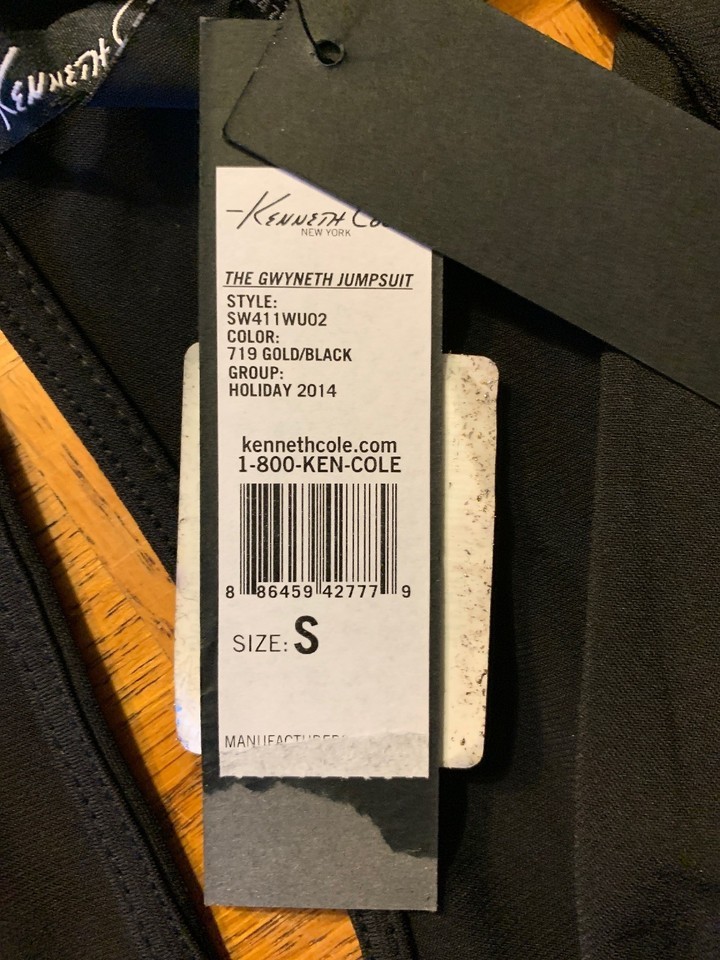 KENNETH
KENNETH
NEW YORK
THE GWYNETH JUMPSUIT
STYLE:
SW411WU02
COLOR:
719 GOLD/BLACK
GROUP:
HOLIDAY 2014
kennethcole.com
1-800-KEN-COLE
8 86459 42777 9
SIZE: S